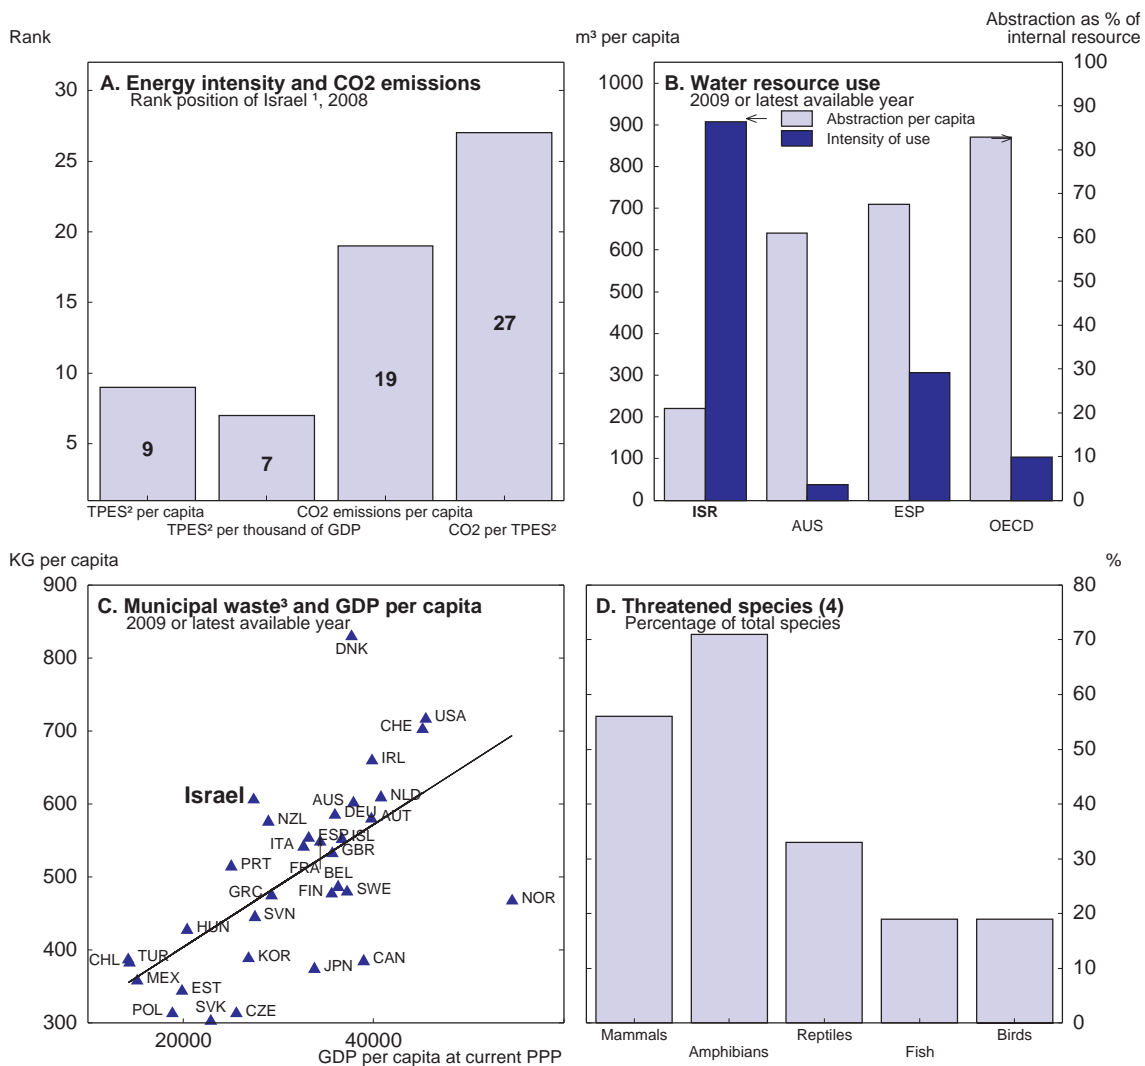 Rank
A. Energy intensity and CO2 emissions
Rank position of Israel ¹, 2008
30
25
20
15
10
5
9
7
19
27
TPES² per capita
CO2 emissions per capita
TPES² per thousand of GDP
CO2 per TPES²
m³ per capita
Abstraction as % of
internal resource
B. Water resource use
2009 or latest available year
Abstraction per capita
Intensity of use
1000
900
800
700
600
500
400
300
200
100
0
100
90
80
70
60
50
40
30
20
10
0
ISR
ESP
AUS
OECD
KG per capita
C. Municipal waste³ and GDP per capita
2009 or latest available year
900
800
700
600
500
400
300
DNK
USA
CHE
IRL
Israel
NLD
AUS
DEU
AUT
NZL
ESP
ISL
ITA
GBR
FRA
PRT
BEL
GRC
FIN
SWE
NOR
SVN
HUN
CHL
TUR
KOR
CAN
JPN
MEX
EST
POL
SVK
CZE
20000
40000
GDP per capita at current PPP
%
D. Threatened species (4)
Percentage of total species
80
70
60
50
40
30
20
10
0
Mammals
Reptiles
Birds
Amphibians
Fish